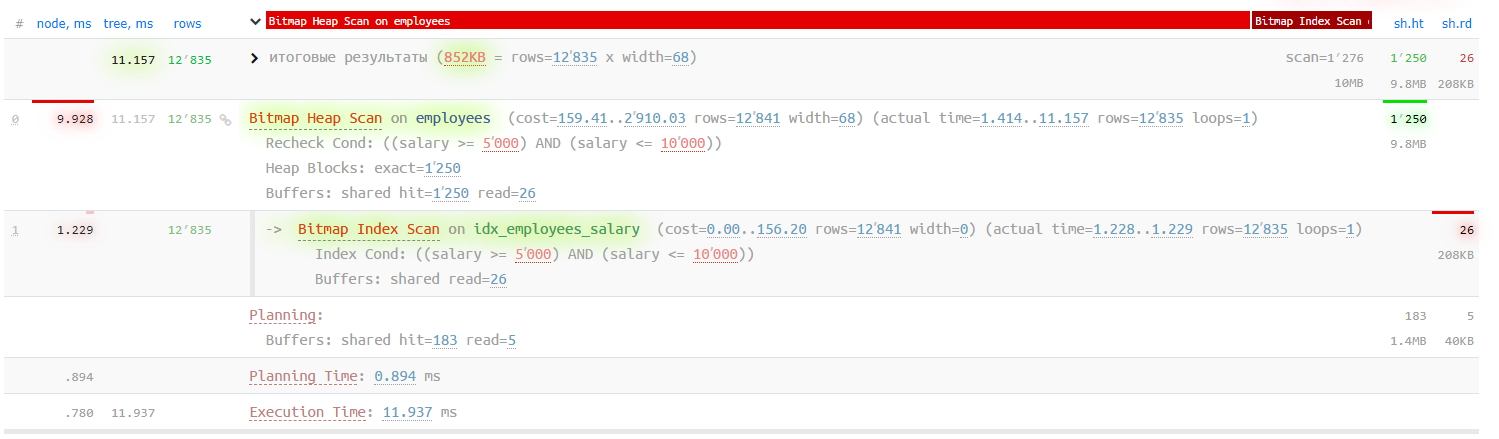 # node, ms tree, ms rows Bitmap Heap Scan on employees Bitmap Index Scan sh.ht sh.rd
11.157 12’835 итоговые результаты (852KB = rows=12’835 x width=68) scan=1’276 1’250 26
10MB 9.8MB 208KB
0 9.928 11.157 12’835 Bitmap Heap Scan on employees (cost=159.41..2’910.03 rows=12’841 width=68) (actual time=1.414..11.157 rows=12’835 loops=1) 1’250
Recheck Cond: ((salary >= 5’000) AND (salary <= 10’000)) 9.8MB
Heap Blocks: exact=1’250
Buffers: shared hit=1’250 read=26
1 1.229 12’835 -> Bitmap Index Scan on idx_employees_salary (cost=0.00..156.20 rows=12’841 width=0) (actual time=1.228..1.229 rows=12’835 loops=1) 26
Index Cond: ((salary >= 5’000) AND (salary <= 10’000)) 208KB
Buffers: shared read=26
Planning: 183 5
Buffers: shared hit=183 read=5 1.4MB 40KB
.894 Planning Time: 0.894 ms
.780 11.937 Execution Time: 11.937 ms